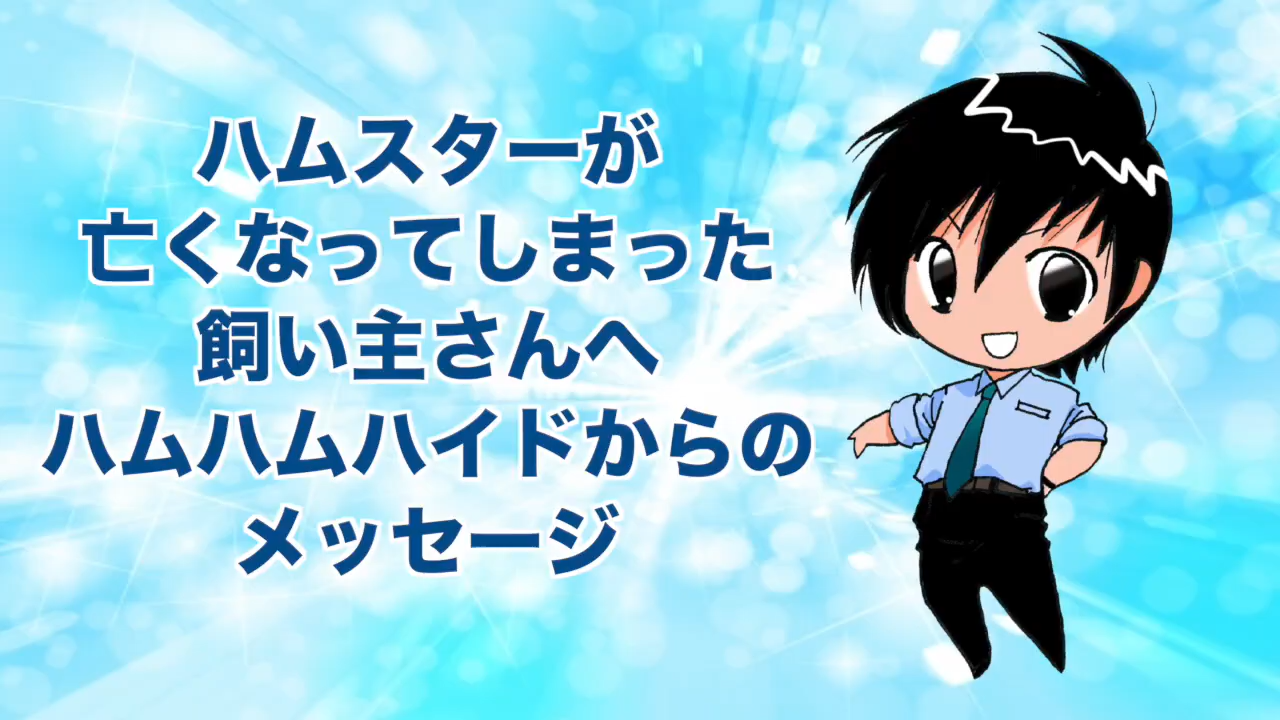 ハムスターが
亡くなってしまった
飼い主さんへ
ハムハムハイドからの
メッセージ